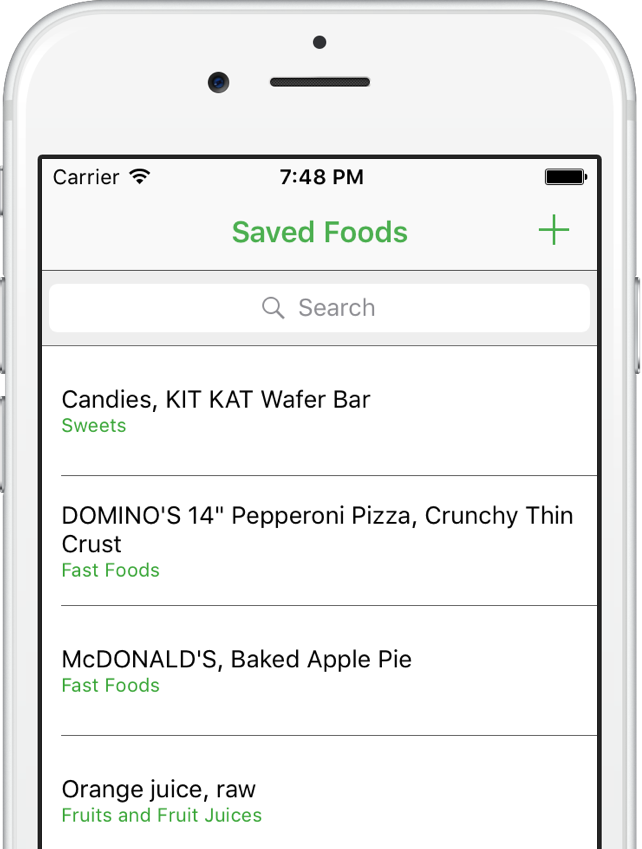 Carrier 7:48 PM
Saved Foods
Search
Candies, KIT KAT Wafer Bar
Sweets
DOMINO'S 14" Pepperoni Pizza, Crunchy Thin
Crust
Fast Foods
McDONALD'S, Baked Apple Pie
Fast Foods
Orange juice, raw
Fruits and Fruit Juices